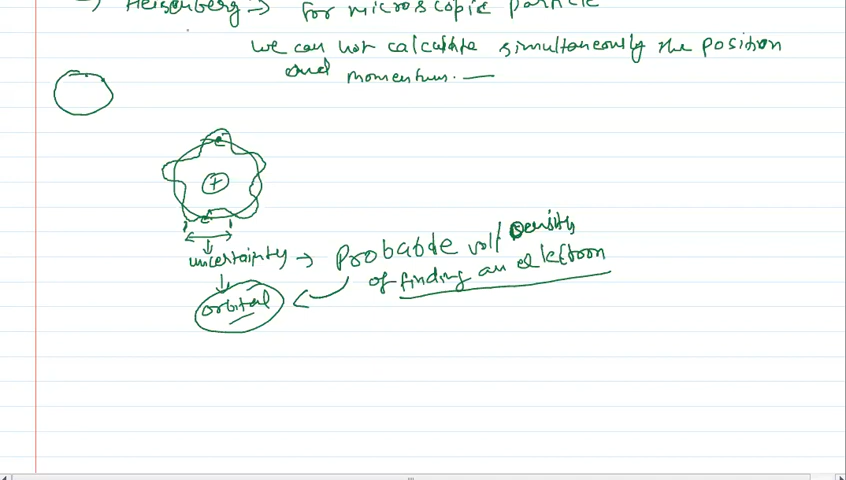 → Heisenberg ⇒ For microscopic particle
we can not calculate simultaneously the position
and momentum.
e-
+
e-
uncertainty → Probable vol/ Density
of finding an electron
orbital